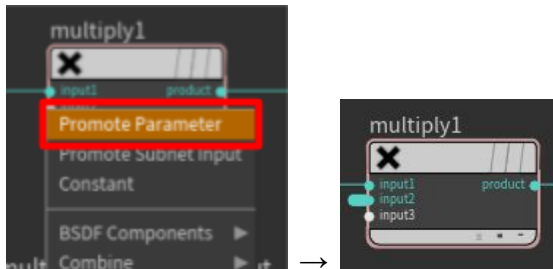 multiply1
input1 product
Promote Parameter
Promote Subnet Input
Constant
BSDF Components
Combine
→
multiply1
input1 product
input2
input3